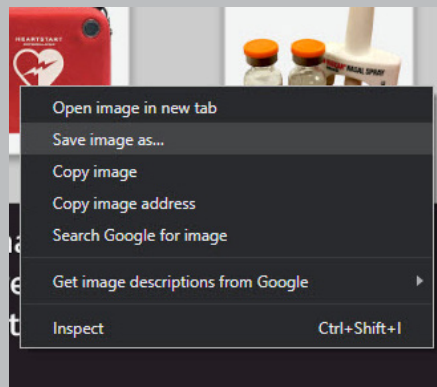 HEARTSTART
NASAL SPRAY
Open image in new tab
Save image as...
Copy image
Copy image address
Search Google for image
Get image descriptions from Google
Inspect Ctrl+Shift+I